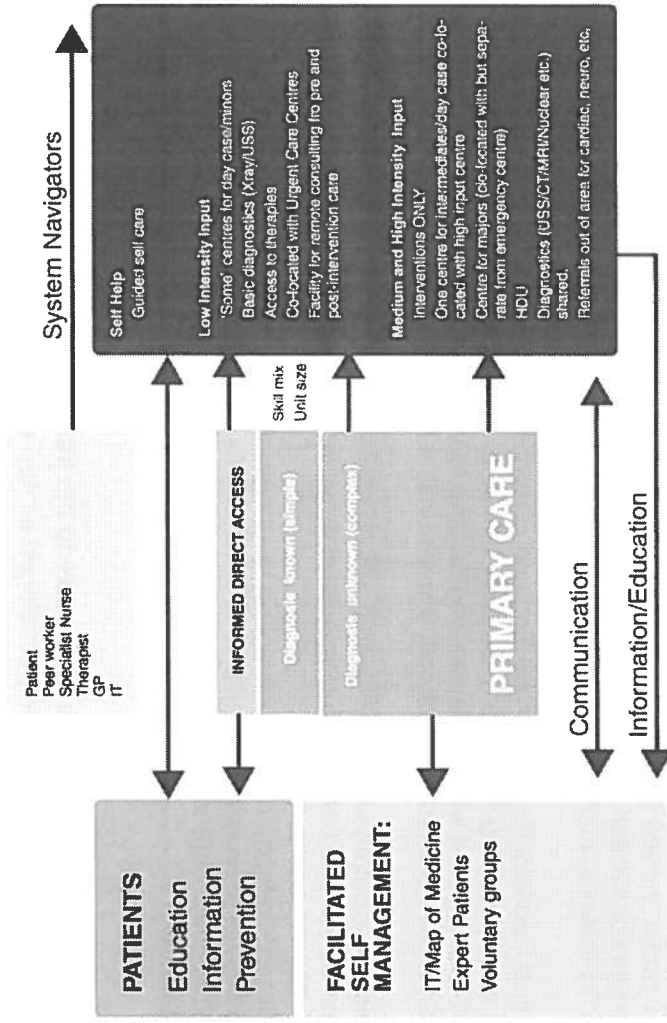 Patient
Peer worker
Specialist Nurse
Therapist
GP
IT
System Navigators
PATIENTS
Education
Information
Prevention
FACILITATED
SELF
MANAGEMENT:
IT/Map of Medicine
Expert Patients
Voluntary groups
INFORMED DIRECT ACCESS
Diagnosis known (simple)
Diagnosis unknown (complex)
PRIMARY CARE
Skill mix
Unit size
Self Help
Guided self care
Low Intensity Input
'Some' centres for day case/minors
Basic diagnostics (Xray/USS)
Access to therapies
Co-located with Urgent Care Centres
Facility for remote consulting fro pre and
post-intervention care
Medium and High Intensity Input
Interventions ONLY
One centre for intermediates/day case co-lo-
cated with high input centre
Centre for majors (co-located with but sepa-
rate from emergency centre)
HDU
Diagnostics (USS/CT/MRI/Nuclear etc.)
shared.
Referrals out of area for cardiac, neuro, etc,
Communication
Information/Education